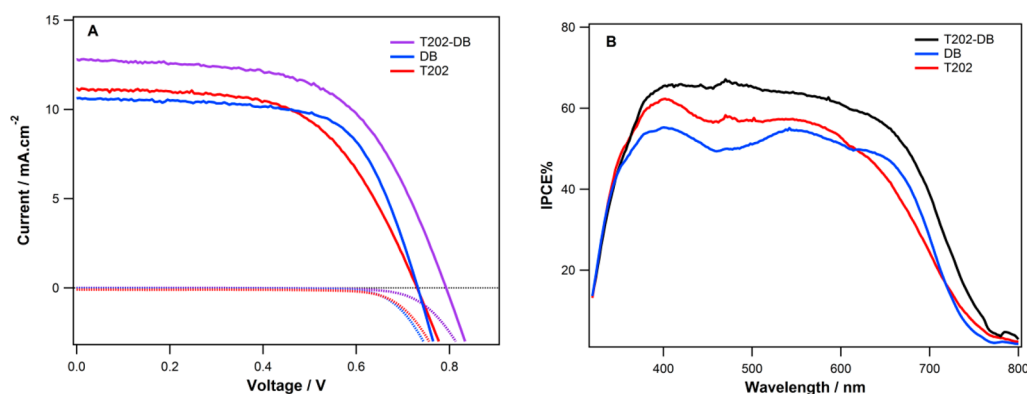 A
T202-DB
DB
T202
15
10
5
0
0.0
0.2
0.4
0.6
0.8
Voltage / V
Current / mA.cm-2
B
T202-DB
DB
T202
80
60
40
20
400
500
600
700
800
Wavelength / nm
IPCE%